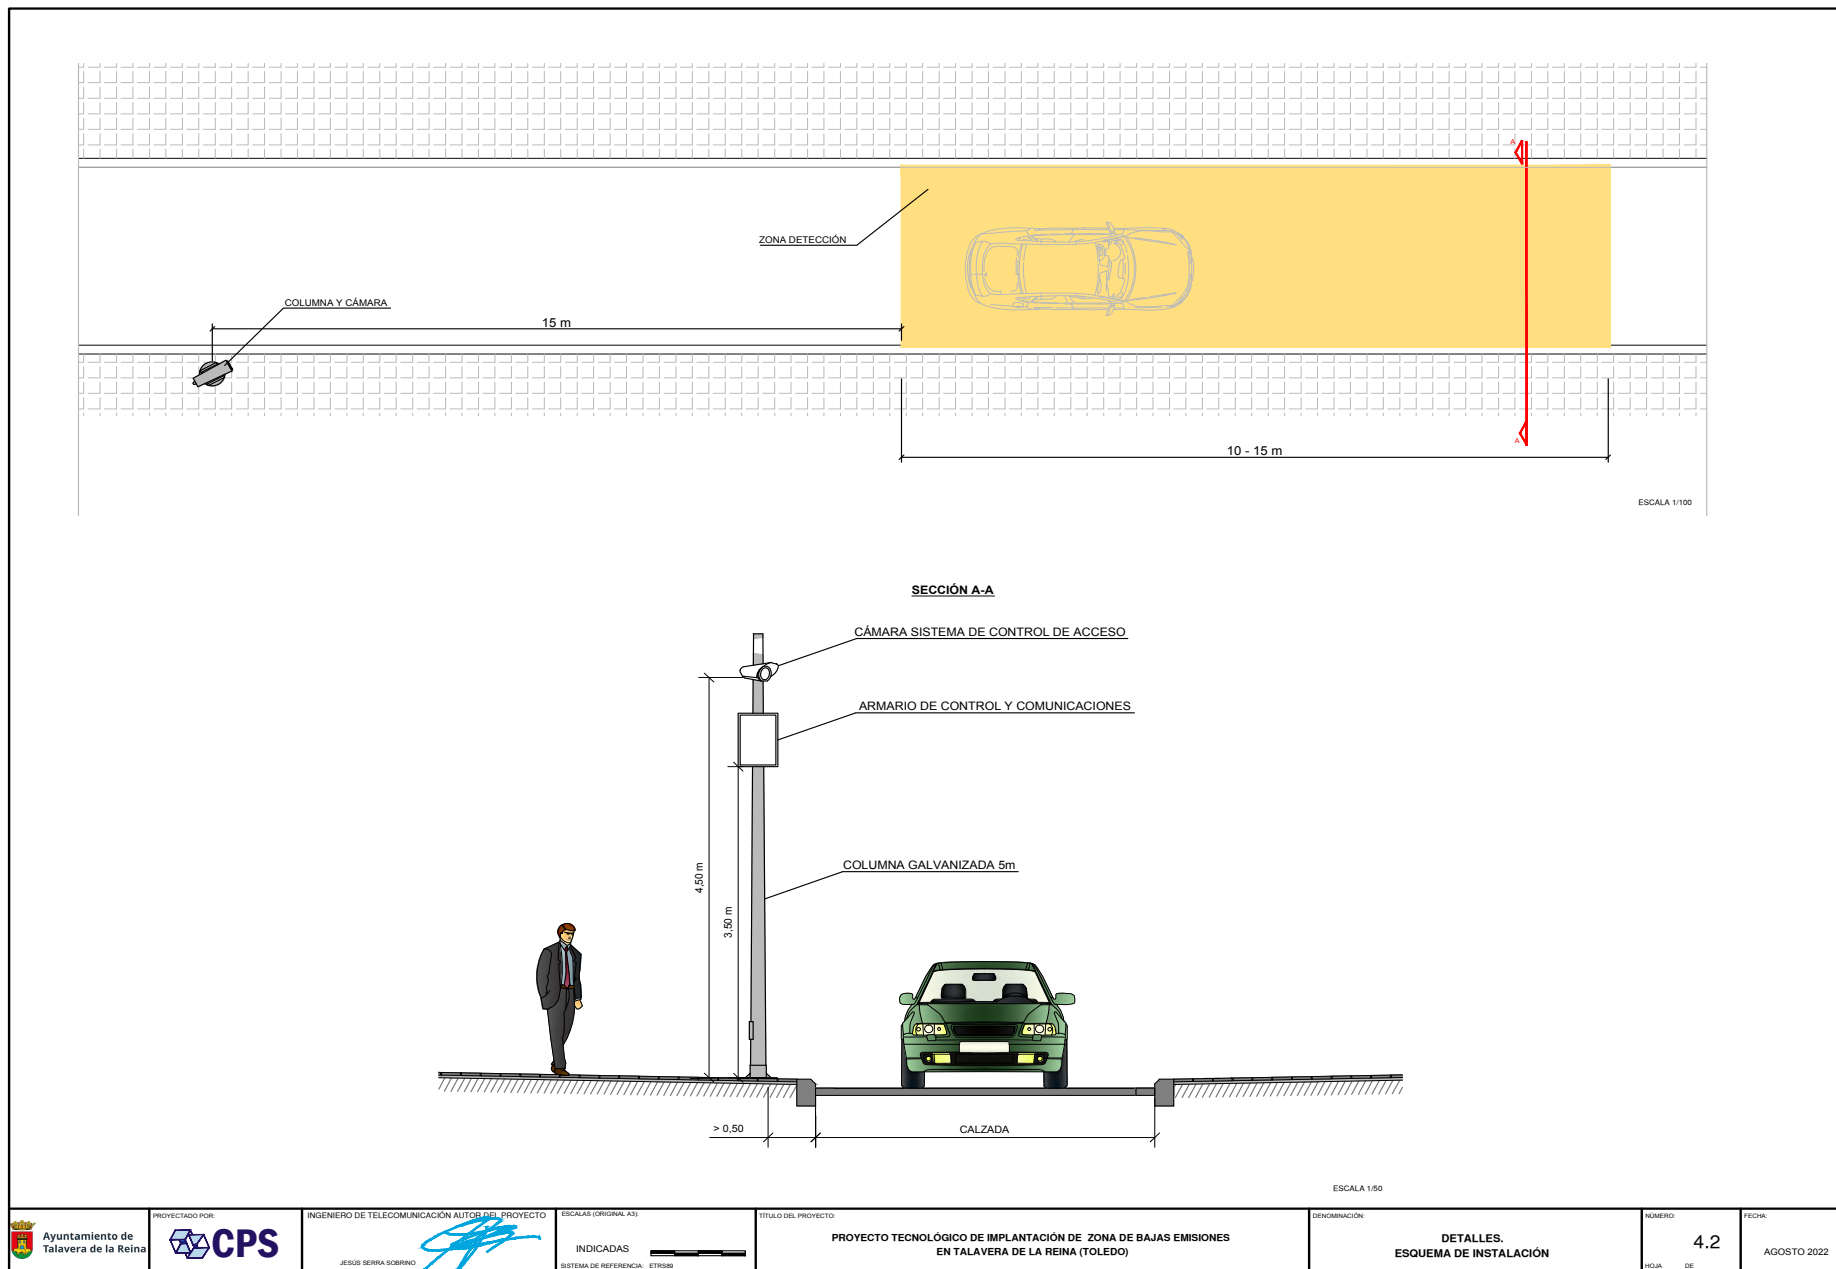 A
ZONA DETECCIÓN
COLUMNA Y CÁMARA
15 m
A
10 - 15 m
ESCALA 1/100
SECCIÓN A-A
CÁMARA SISTEMA DE CONTROL DE ACCESO
ARMARIO DE CONTROL Y COMUNICACIONES
COLUMNA GALVANIZADA 5m
4,50 m
3,50 m
> 0,50
CALZADA
ESCALA 1/50
Ayuntamiento de
Talavera de la Reina
PROYECTADO POR:
CPS
INGENIERO DE TELECOMUNICACIÓN AUTOR DEL PROYECTO
JESÚS SERRA SOBRINO
ESCALAS (ORIGINAL A3):
INDICADAS
SISTEMA DE REFERENCIA: ETRS89
TÍTULO DEL PROYECTO:
PROYECTO TECNOLÓGICO DE IMPLANTACIÓN DE ZONA DE BAJAS EMISIONES
EN TALAVERA DE LA REINA (TOLEDO)
DENOMINACIÓN:
DETALLES.
ESQUEMA DE INSTALACIÓN
NÚMERO:
4.2
HOJA DE
FECHA:
AGOSTO 2022